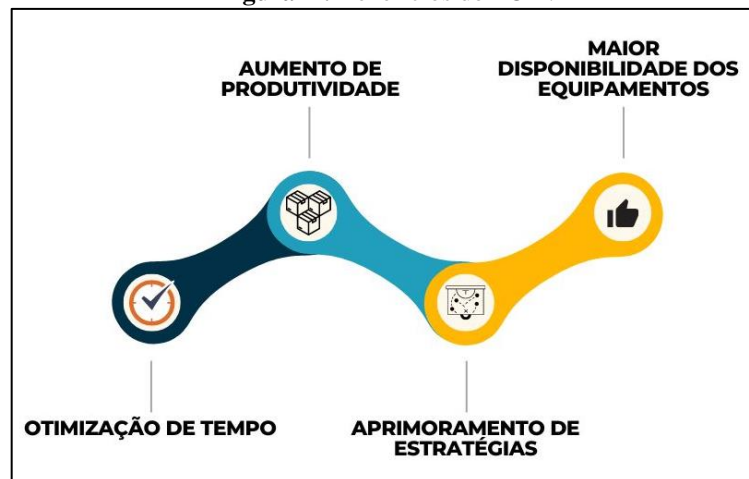 MAIOR
DISPONIBILIDADE DOS
EQUIPAMENTOS
AUMENTO DE
PRODUTIVIDADE
OTIMIZAÇÃO DE TEMPO
APRIMORAMENTO DE
ESTRATÉGIAS